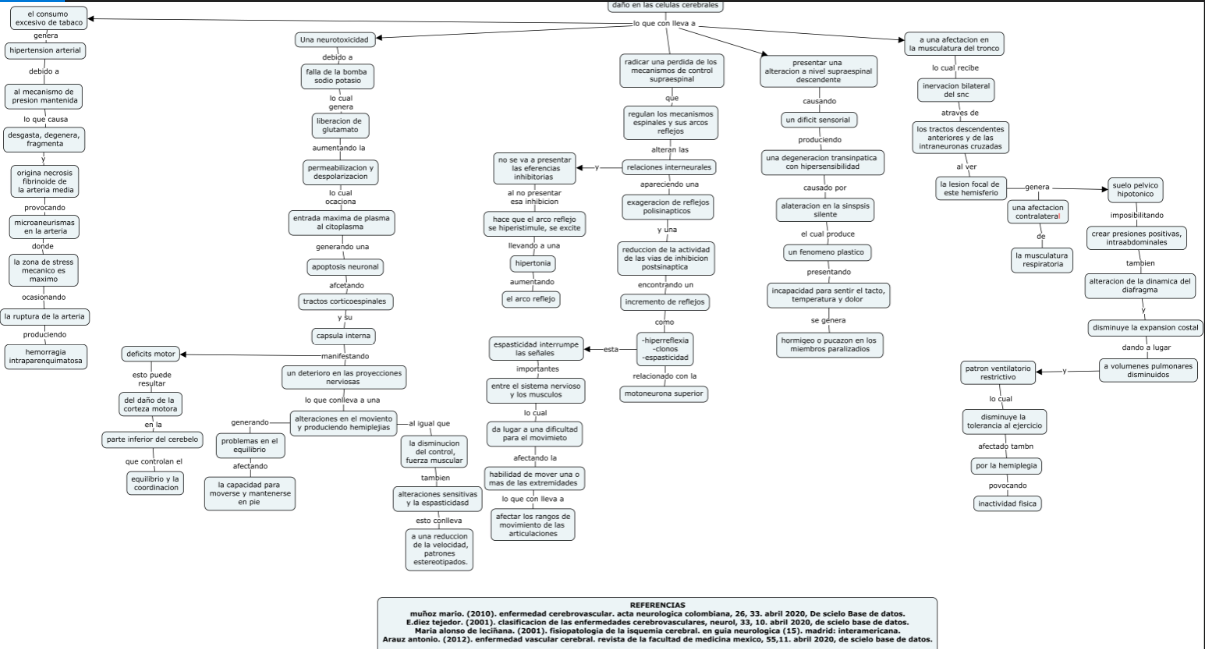 daño en las celulas cerebrales
lo que con lleva a
el consumo
excesivo de tabaco
genera
hipertension arterial
debido a
al mecanismo de
presion mantenida
lo que causa
desgasta, degenera,
fragmenta
y
origina necrosis
fibrinoide de
la arteria media
provocando
microaneurismas
en la arteria
donde
la zona de stress
mecanico es
maximo
ocasionando
la ruptura de la arteria
produciendo
hemorragia
intraparenquimatosa
Una neurotoxicidad
debido a
falla de la bomba
sodio potasio
lo cual
genera
liberacion de
glutamato
aumentando la
permeabilizacion y
despolarizacion
lo cual
ocaciona
entrada maxima de plasma
al citoplasma
generando una
apoptosis neuronal
afcetando
tractos corticoespinales
y su
capsula interna
manifestando
deficits motor
esto puede
resultar
del daño de la
corteza motora
en la
parte inferior del cerebelo
que controlan el
equilibrio y la
coordinacion
un deterioro en las proyecciones
nerviosas
lo que conlleva a una
alteraciones en el moviento
y produciendo hemiplejias
generando
problemas en el
equilibrio
afectando
la capacidad para
moverse y mantenerse
en pie
al igual que
la disminucion
del control,
fuerza muscular
tambien
alteraciones sensitivas
y la espasticidasd
esto conlleva
a una reduccion
de la velocidad,
patrones
estereotipados.
radicar una perdida de los
mecanismos de control
supraespinal
que
regulan los mecanismos
espinales y sus arcos
reflejos
alteran las
relaciones interneurales
y
no se va a presentar
las eferencias
inhibitorias
al no presentar
esa inhibicion
hace que el arco reflejo
se hiperistimule, se excite
llevando a una
hipertonia
aumentando
el arco reflejo
apareciendo una
exageracion de reflejos
polisinapticos
y una
reduccion de la actividad
de las vias de inhibicion
postsinaptica
encontrando un
incremento de reflejos
como
-hiperreflexia
-clonos
-espasticidad
relacionado con la
motoneurona superior
esta
espasticidad interrumpe
las señales
importantes
entre el sistema nervioso
y los musculos
lo cual
da lugar a una dificultad
para el movimieto
afectando la
habilidad de mover una o
mas de las extremidades
lo que con lleva a
afectar los rangos de
movimiento de las
articulaciones
presentar una
alteracion a nivel supraespinal
descendente
causando
un dificit sensorial
produciendo
una degeneracion transinpatica
con hipersensibilidad
causado por
alateracion en la sinspsis
silente
el cual produce
un fenomeno plastico
presentando
incapacidad para sentir el tacto,
temperatura y dolor
se genera
hormigeo o pucazon en los
miembros paralizados
a una afectacion en
la musculatura del tronco
lo cual recibe
inervacion bilateral
del snc
atraves de
los tractos descendentes
anteriores y de las
intraneuronas cruzadas
al ver
la lesion focal de
este hemisferio
genera
una afectacion
contralateral
de
la musculatura
respiratoria
suelo pelvico
hipotonico
imposibilitando
crear presiones positivas,
intraabdominales
tambien
alteracion de la dinamica del
diafragma
y
disminuye la expansion costal
dando a lugar
a volumenes pulmonares
disminuidos
y
patron ventilatorio
restrictivo
lo cual
disminuye la
tolerancia al ejercicio
afectado tambn
por la hemiplegia
povocando
inactividad fisica
REFERENCIAS
muñoz mario. (2010). enfermedad cerebrovascular. acta neurologica colombiana, 26, 33. abril 2020, De scielo Base de datos.
E.diez tejedor. (2001). clasificacion de las enfermedades cerebrovasculares, neurol, 33, 10. abril 2020, de scielo base de datos.
Maria alonso de leciñana. (2001). fisiopatologia de la isquemia cerebral. en guia neurologica (15). madrid: interamericana.
Arauz antonio. (2012). enfermedad vascular cerebral. revista de la facultad de medicina mexico, 55,11. abril 2020, de scielo base de datos.